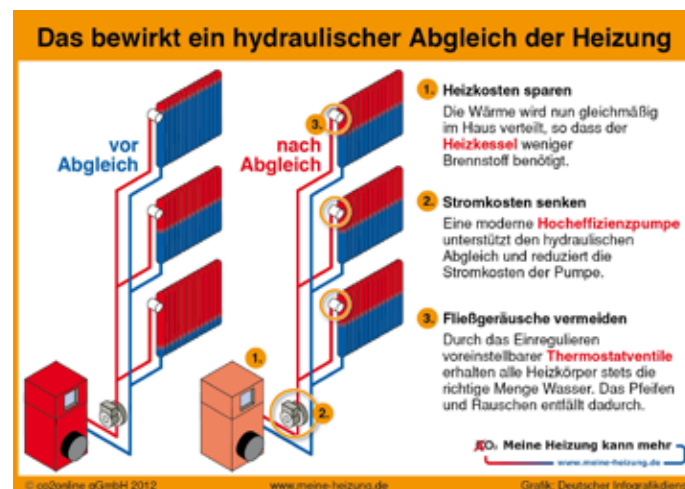 Das bewirkt ein hydraulischer Abgleich der Heizung
vor
Abgleich
nach
Abgleich
3.
1.
2.
1. Heizkosten sparen
Die Wärme wird nun gleichmäßig
im Haus verteilt, so dass der
Heizkessel weniger
Brennstoff benötigt.
2. Stromkosten senken
Eine moderne Hocheffizienzpumpe
unterstützt den hydraulischen
Abgleich und reduziert die
Stromkosten der Pumpe.
3. Fließgeräusche vermeiden
Durch das Einregulieren
voreinstellbarer Thermostatventile
erhalten alle Heizkörper stets die
richtige Menge Wasser. Das Pfeifen
und Rauschen entfällt dadurch.
CO₂ Meine Heizung kann mehr
www.meine-heizung.de
© co2online gGmbH 2012
www.meine-heizung.de
Grafik: Deutscher Infografikdienst